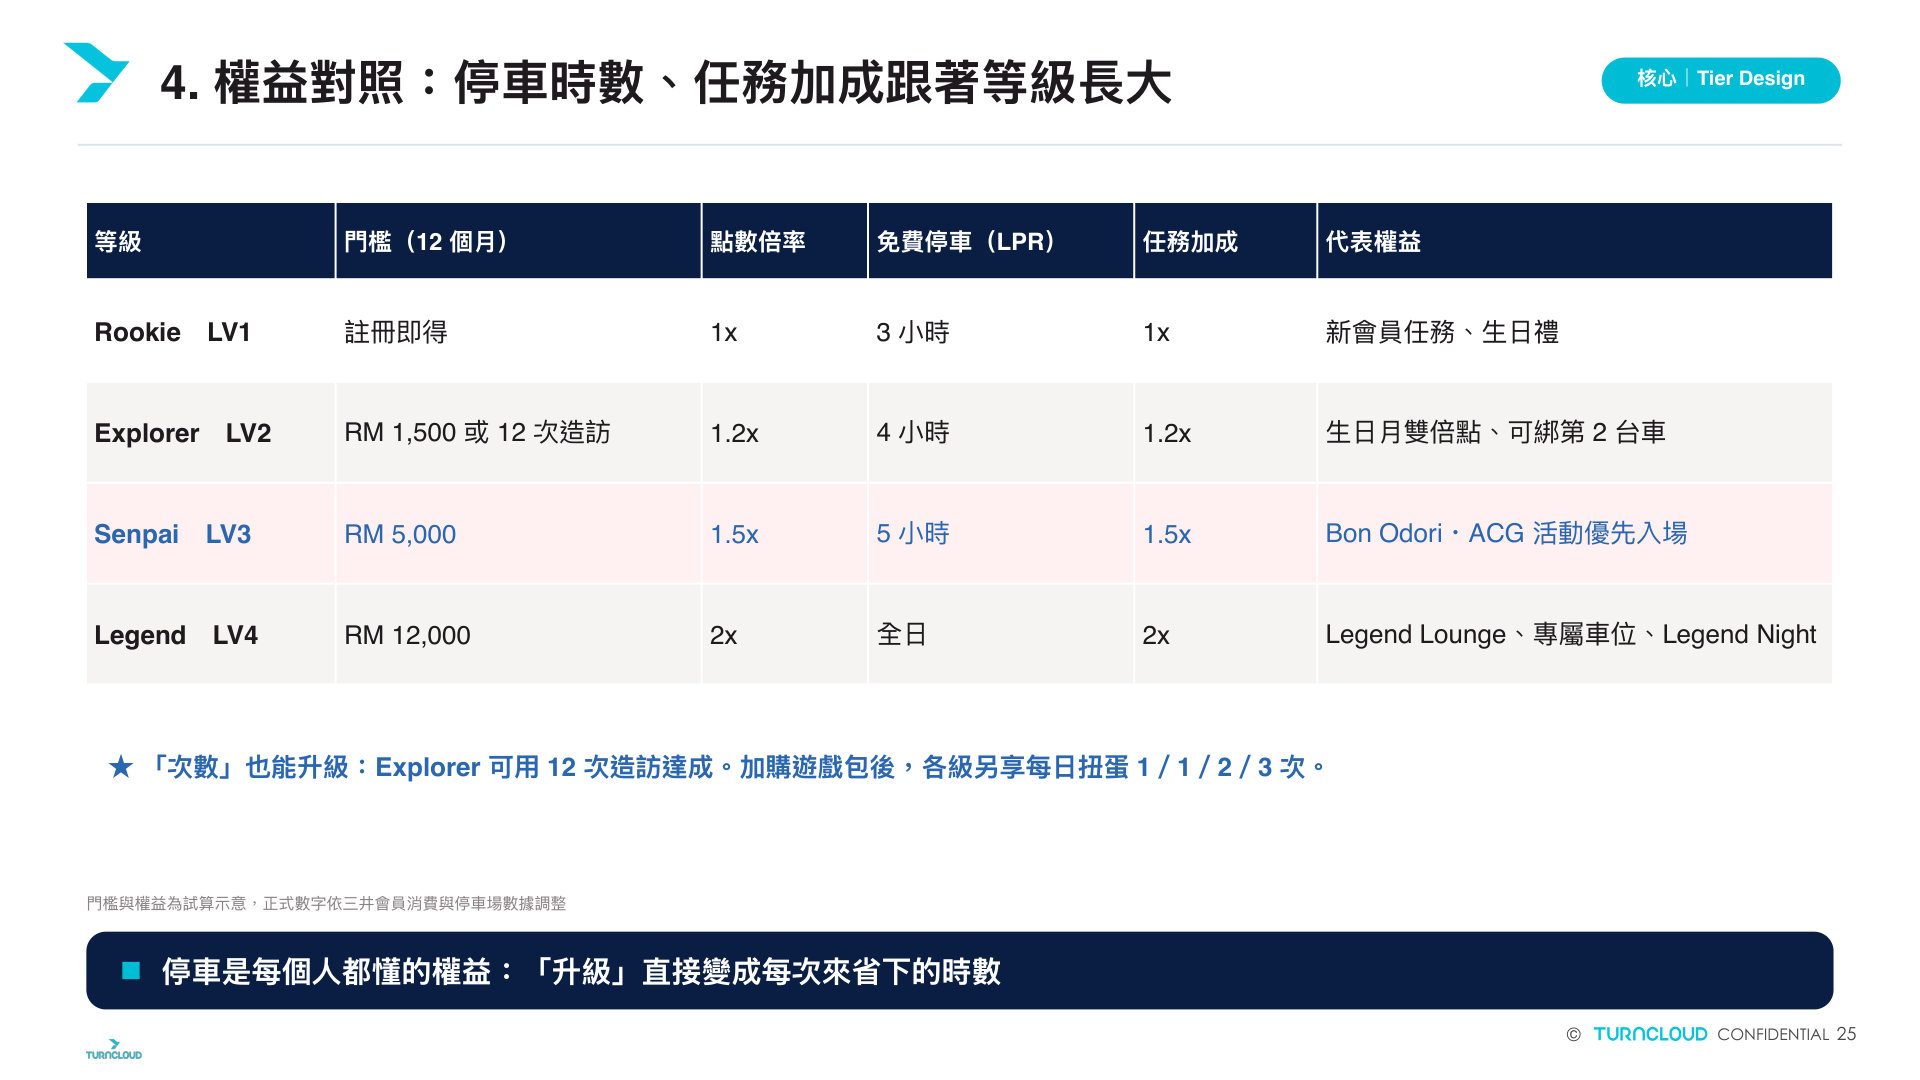 4. 權益對照：停車時數、任務加成跟著等級長大
核心｜Tier Design
等級 門檻（12 個月） 點數倍率 免費停車（LPR） 任務加成 代表權益
Rookie LV1 註冊即得 1x 3 小時 1x 新會員任務、生日禮
Explorer LV2 RM 1,500 或 12 次造訪 1.2x 4 小時 1.2x 生日月雙倍點、可綁第 2 台車
Senpai LV3 RM 5,000 1.5x 5 小時 1.5x Bon Odori・ACG 活動優先入場
Legend LV4 RM 12,000 2x 全日 2x Legend Lounge、專屬車位、Legend Night
★ 「次數」也能升級：Explorer 可用 12 次造訪達成。加購遊戲包後，各級另享每日扭蛋 1 / 1 / 2 / 3 次。
門檻與權益為試算示意，正式數字依三井會員消費與停車場數據調整
■ 停車是每個人都懂的權益：「升級」直接變成每次來省下的時數
TURNCLOUD
© TURNCLOUD CONFIDENTIAL 25